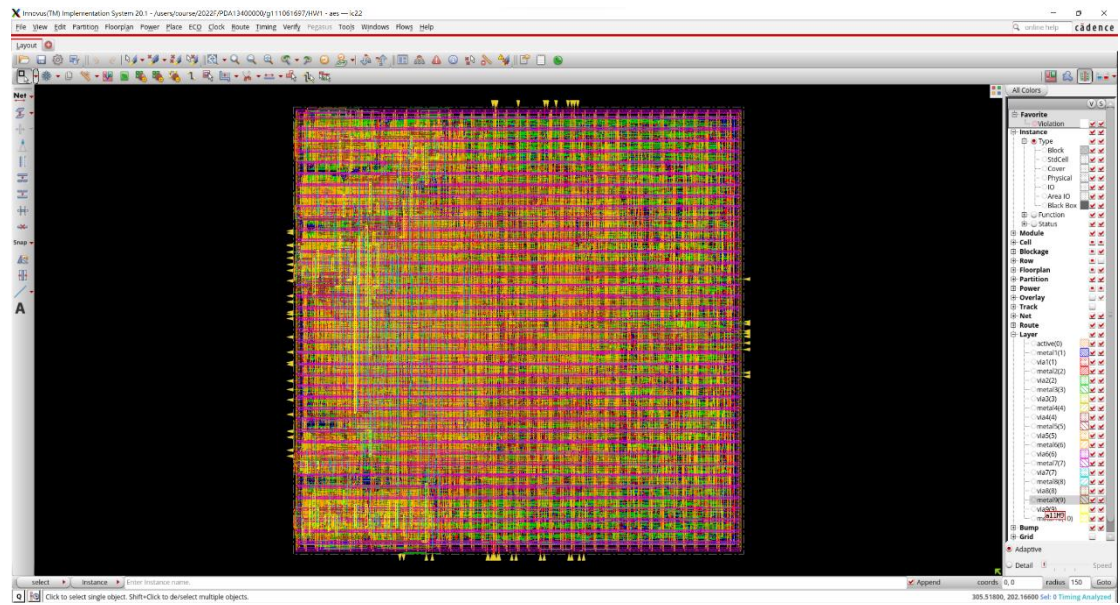 Innovus(TM) Implementation System 20.1 - /users/course/2022F/PDA13400000/g111061697/HW1 - aes — ic22
File View Edit Partition Floorplan Power Place ECO Clock Route Timing Verify Pegasus Tools Windows Flows Help
online help cādence
Layout
All Colors
Net
V S
Favorite
Violation
Instance
Type
Block
StdCell
Cover
Physical
IO
Area IO
Black Box
Function
Status
Module
Snap
Cell
Blockage
Row
Floorplan
Partition
Power
Overlay
Track
Net
Route
Layer
A
active(0)
metal1(1)
via1(1)
metal2(2)
via2(2)
metal3(3)
via3(3)
metal4(4)
via4(4)
metal5(5)
via5(5)
metal6(6)
via6(6)
metal7(7)
via7(7)
metal8(8)
via8(8)
metal9(9)
via9(9)
Bump
Grid
Adaptive
Detail Speed
select Instance Enter instance name. Append coords 0, 0 radius 150 Goto
Q Click to select single object. Shift+Click to de/select multiple objects. 305.51800, 202.16600 Sel: 0 Timing Analyzed